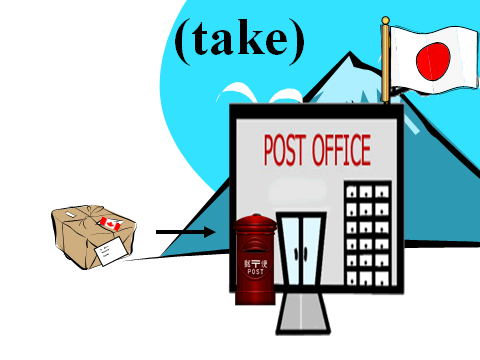 (take)
POST OFFICE
郵〒便
POST